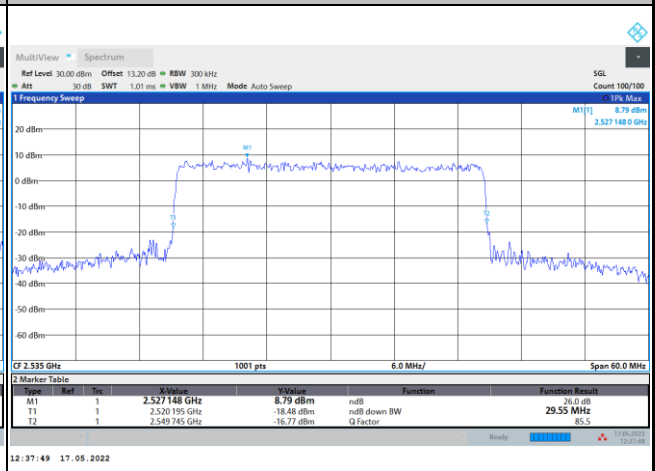 MultiView Spectrum
Ref Level 30.00 dBm Offset 13.20 dB RBW 300 kHz SGL
Att 30 dB SWT 1.01 ms VBW 1 MHz Mode Auto Sweep Count 100/100
1 Frequency Sweep 1Pk Max
M1[1] 8.79 dBm
2.527 148 0 GHz
20 dBm
M1
10 dBm
0 dBm
-10 dBm
T1 T2
-20 dBm
-30 dBm
-40 dBm
-50 dBm
-60 dBm
CF 2.535 GHz 1001 pts 6.0 MHz/ Span 60.0 MHz
2 Marker Table
Type Ref Trc X-Value Y-Value Function Function Result
M1 1 2.527 148 GHz 8.79 dBm ndB 26.0 dB
T1 1 2.520 195 GHz -18.48 dBm ndB down BW 29.55 MHz
T2 1 2.549 745 GHz -16.77 dBm Q Factor 85.5
Ready 17.05.2022
12:37:48
12:37:49 17.05.2022